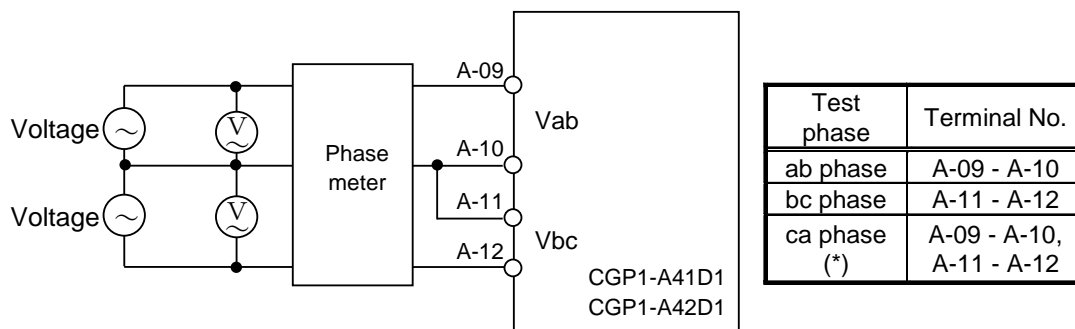 A-09
Voltage
V
Vab
A-10
Phase
meter
A-11
Voltage
V
Vbc
A-12
CGP1-A41D1
CGP1-A42D1
Test
phase
Terminal No.
ab phase
A-09 - A-10
bc phase
A-11 - A-12
ca phase
(*)
A-09 - A-10,
A-11 - A-12